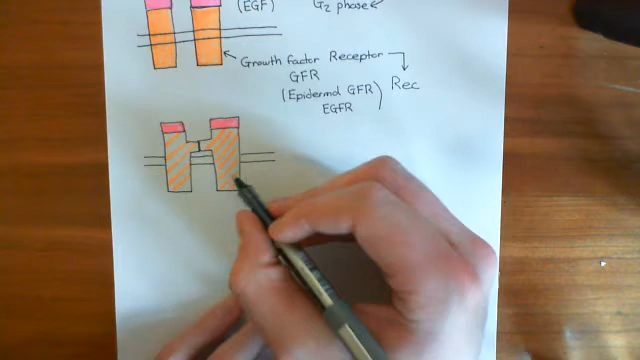 (EGF)
G2 phase
Growth factor Receptor
GFR
(Epidermal GFR)
EGFR
Rec